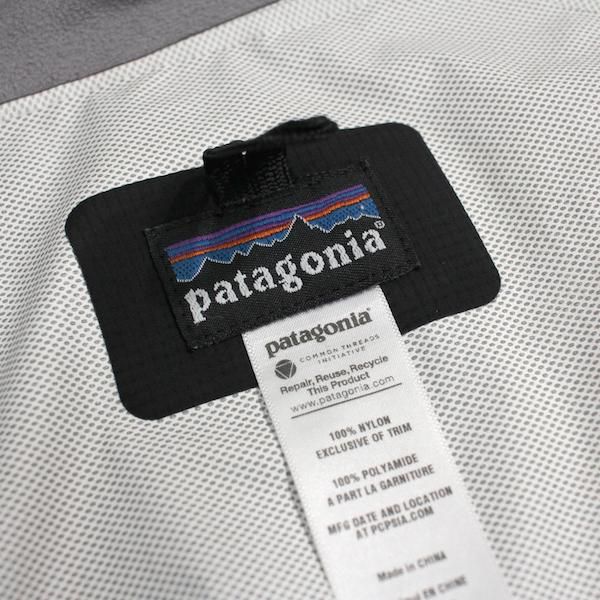 patagonia®
patagonia®
COMMON THREADS
INITIATIVE
Repair, Reuse, Recycle
This Product
www.patagonia.com
100% NYLON
EXCLUSIVE OF TRIM
100% POLYAMIDE
A PART LA GARNITURE
MFG DATE AND LOCATION
AT PCPSIA.COM
Made in CHINA
EN CHINE